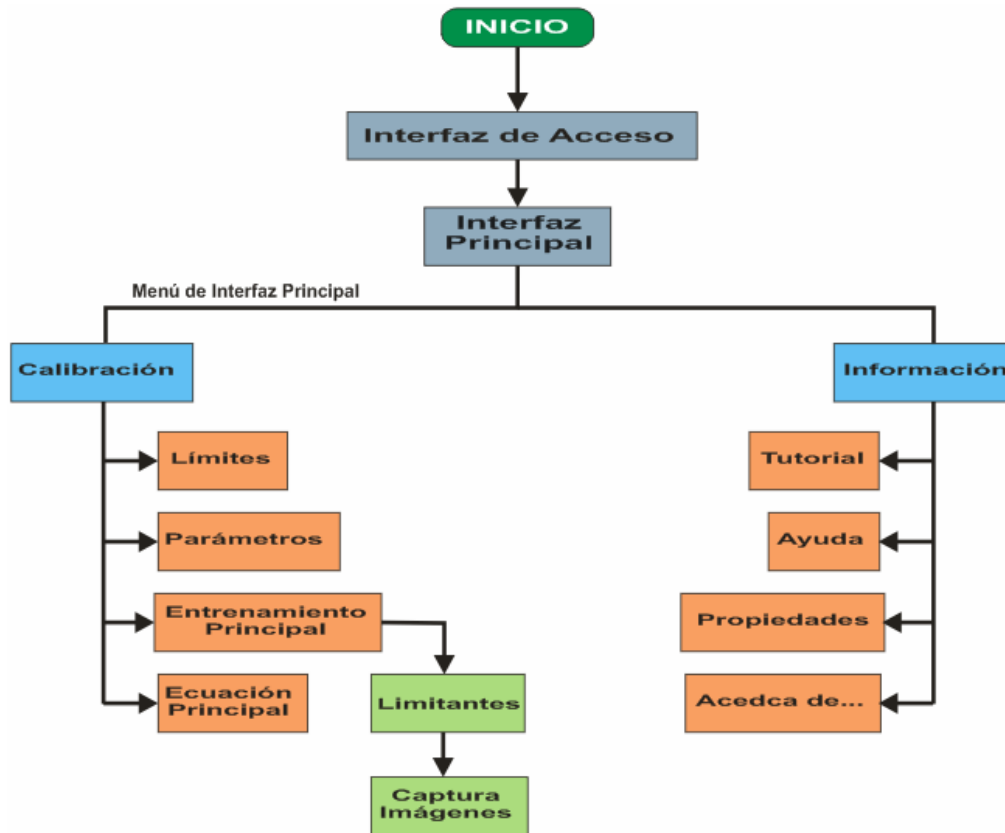 INICIO
Interfaz de Acceso
Interfaz
Principal
Menú de Interfaz Principal
Calibración
Información
Límites
Tutorial
Parámetros
Ayuda
Entrenamiento
Principal
Propiedades
Ecuación
Principal
Limitantes
Acedca de...
Captura
Imágenes